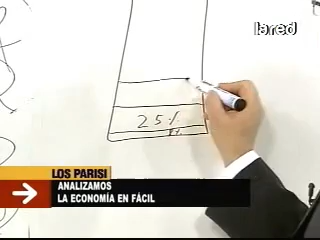 lared
25%
LOS PARISI
ANALIZAMOS
LA ECONOMÍA EN FÁCIL